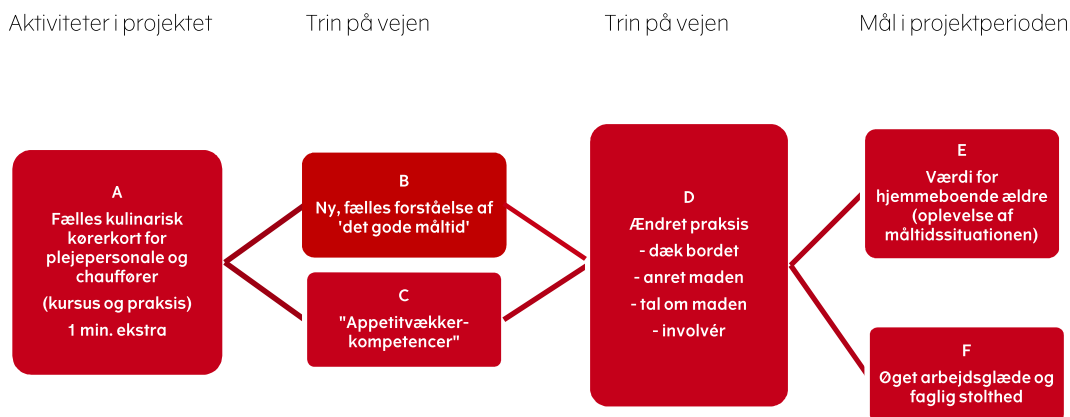 Aktiviteter i projektet
Trin på vejen
Trin på vejen
Mål i projektperioden
A
Fælles kulinarisk
kørerkort for
plejepersonale og
chauffører
(kursus og praksis)
1 min. ekstra
B
Ny, fælles forståelse af
'det gode måltid'
C
"Appetitvækker-
kompetencer"
D
Ændret praksis
- dæk bordet
- anret maden
- tal om maden
- involvér
E
Værdi for
hjemmeboende ældre
(oplevelse af
måltidssituationen)
F
Øget arbejdsglæde og
faglig stolthed